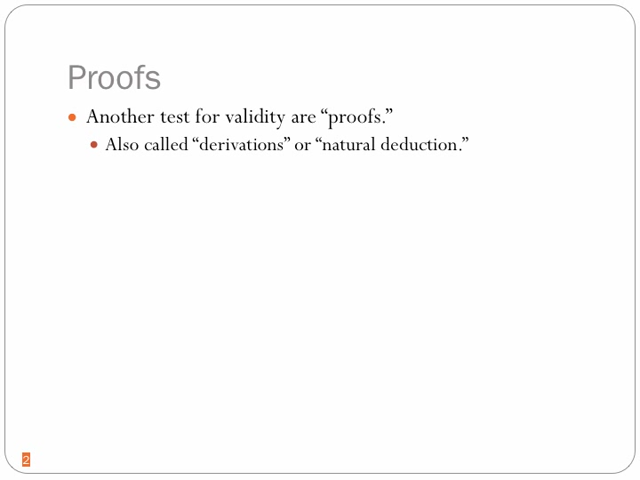 Proofs
• Another test for validity are “proofs.”
• Also called “derivations” or “natural deduction.”
2